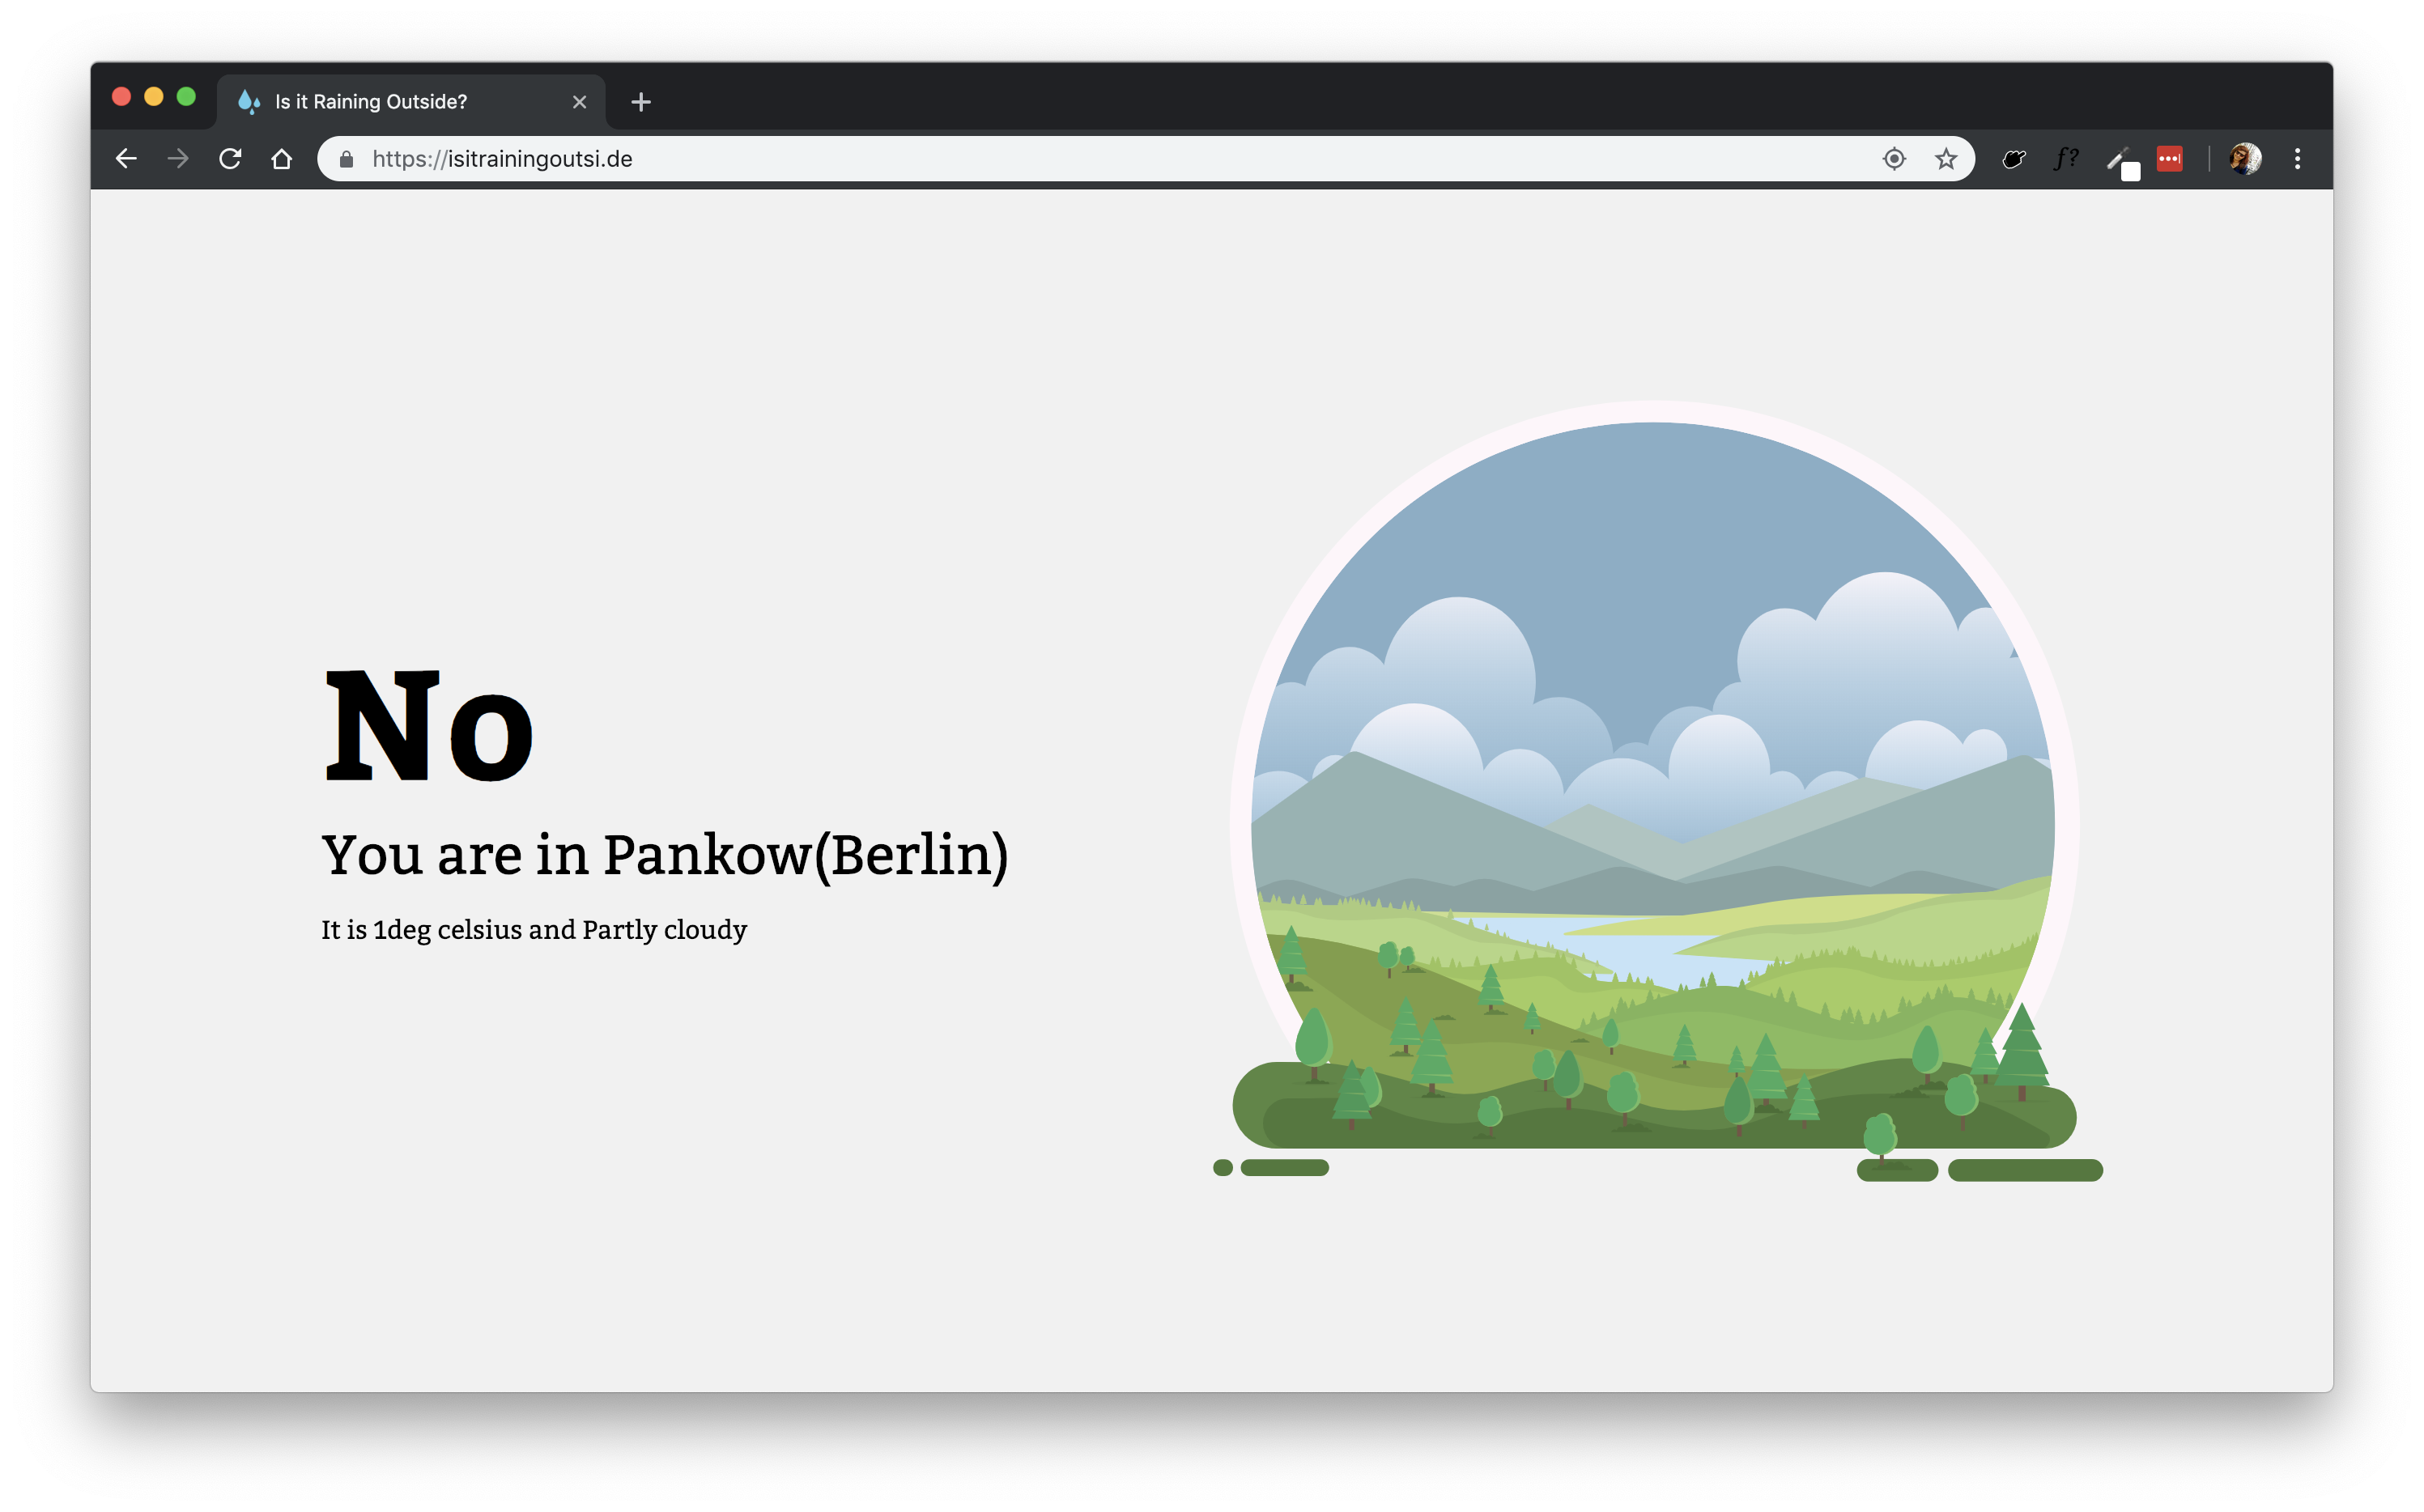 Is it Raining Outside?
https://isitrainingoutsi.de
f?
No
You are in Pankow(Berlin)
It is 1deg celsius and Partly cloudy